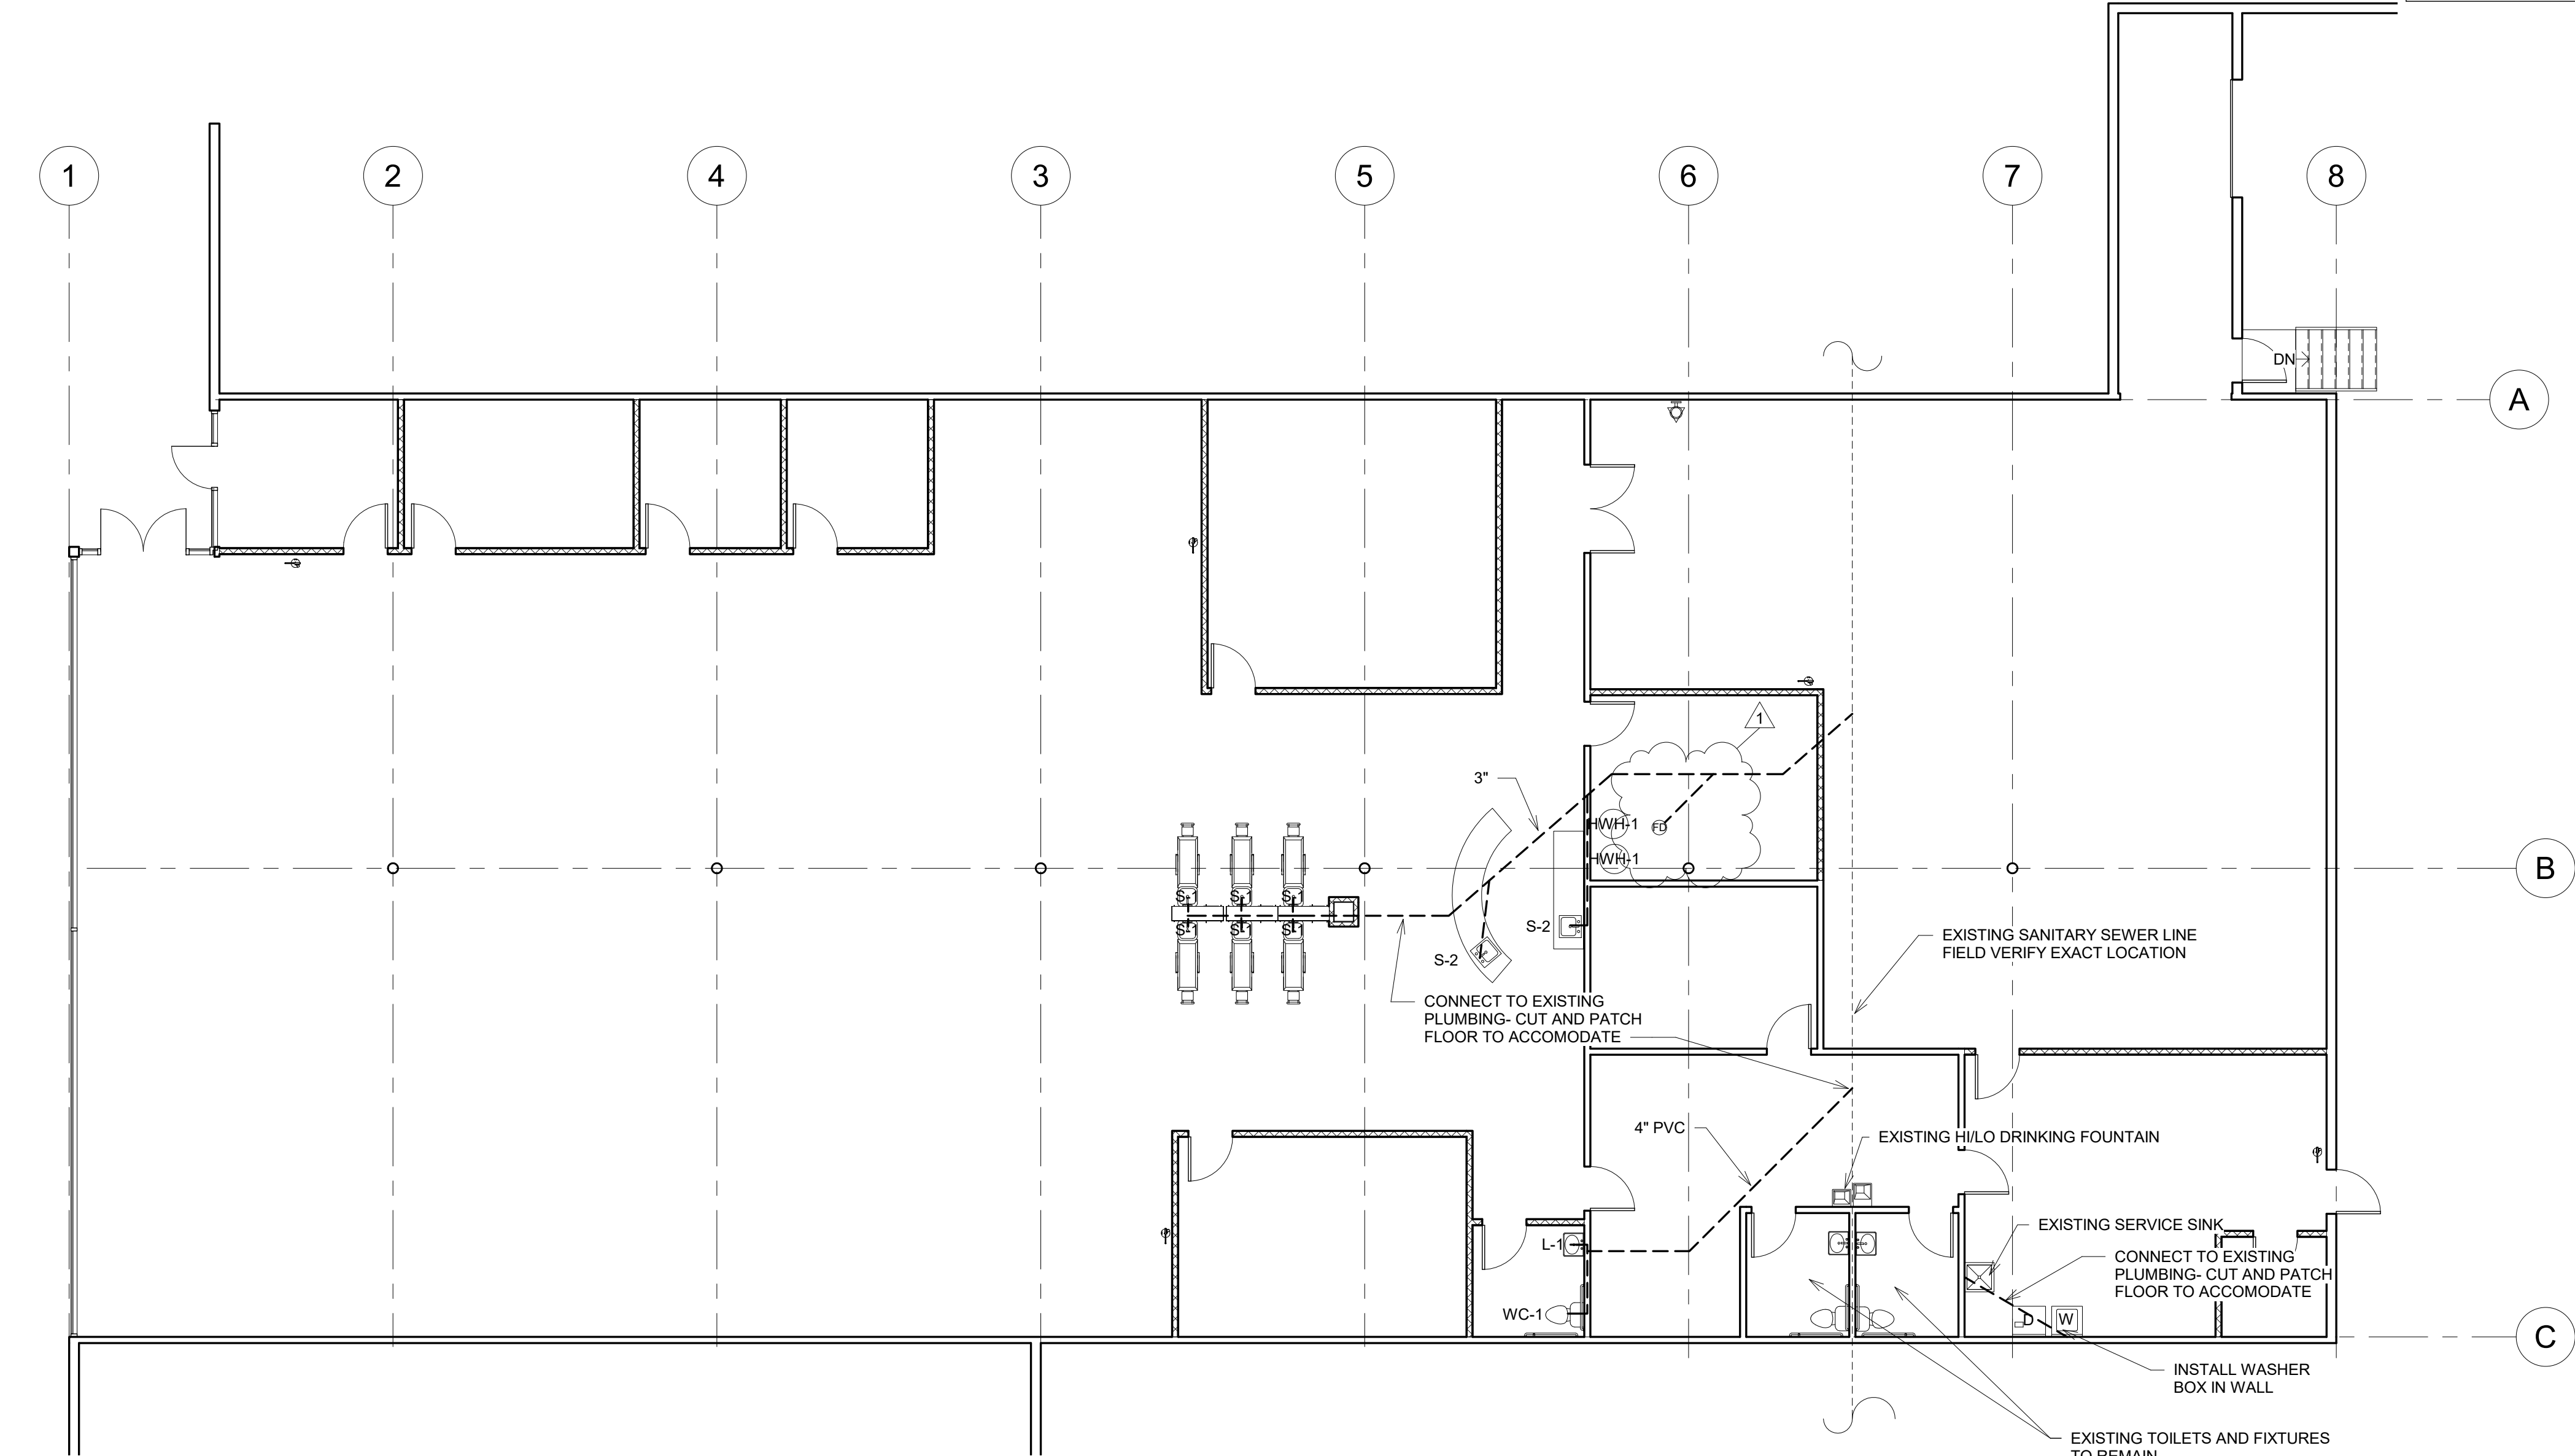 1
2
4
3
5
6
7
8
DN
A
1
3"
HWH-1
FD
HWH-1
B
S-1
S-1
S-1
S-1
S-1
S-1
S-2
S-2
EXISTING SANITARY SEWER LINE
FIELD VERIFY EXACT LOCATION
CONNECT TO EXISTING
PLUMBING- CUT AND PATCH
FLOOR TO ACCOMODATE
4" PVC
EXISTING HI/LO DRINKING FOUNTAIN
L-1
WC-1
EXISTING SERVICE SINK
CONNECT TO EXISTING
PLUMBING- CUT AND PATCH
FLOOR TO ACCOMODATE
D
W
C
INSTALL WASHER
BOX IN WALL
EXISTING TOILETS AND FIXTURES
TO REMAIN